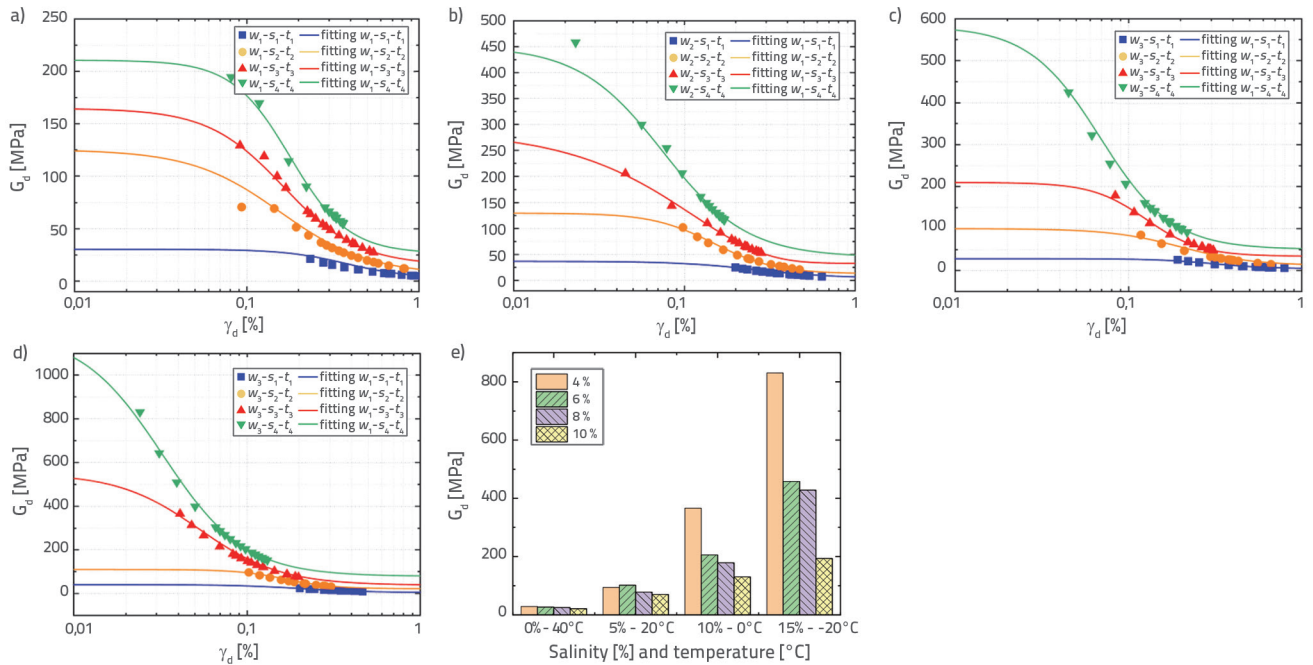 a)
250
200
150
100
50
0
G_d [MPa]
0,01
0,1
1
γ_d [%]
w₁-s₁-t₁ fitting w₁-s₁-t₁
w₁-s₂-t₂ fitting w₁-s₂-t₂
w₁-s₃-t₃ fitting w₁-s₃-t₃
w₁-s₄-t₄ fitting w₁-s₄-t₄
b)
500
450
400
350
300
250
200
150
100
50
0
G_d [MPa]
0,01
0,1
1
γ_d [%]
w₂-s₁-t₁ fitting w₁-s₁-t₁
w₂-s₂-t₂ fitting w₁-s₂-t₂
w₂-s₃-t₃ fitting w₁-s₃-t₃
w₂-s₄-t₄ fitting w₁-s₄-t₄
c)
600
500
400
300
200
100
0
G_d [MPa]
0,01
0,1
1
γ_d [%]
w₃-s₁-t₁ fitting w₁-s₁-t₁
w₃-s₂-t₂ fitting w₁-s₂-t₂
w₃-s₃-t₃ fitting w₁-s₃-t₃
w₃-s₄-t₄ fitting w₁-s₄-t₄
d)
1000
800
600
400
200
0
G_d [MPa]
0,01
0,1
1
γ_d [%]
w₃-s₁-t₁ fitting w₁-s₁-t₁
w₃-s₂-t₂ fitting w₁-s₂-t₂
w₃-s₃-t₃ fitting w₁-s₃-t₃
w₃-s₄-t₄ fitting w₁-s₄-t₄
e)
800
600
400
200
0
G_d [MPa]
4 %
6 %
8 %
10 %
0% - 40°C
5% - 20°C
10% - 0°C
15% - -20°C
Salinity [%] and temperature [°C]